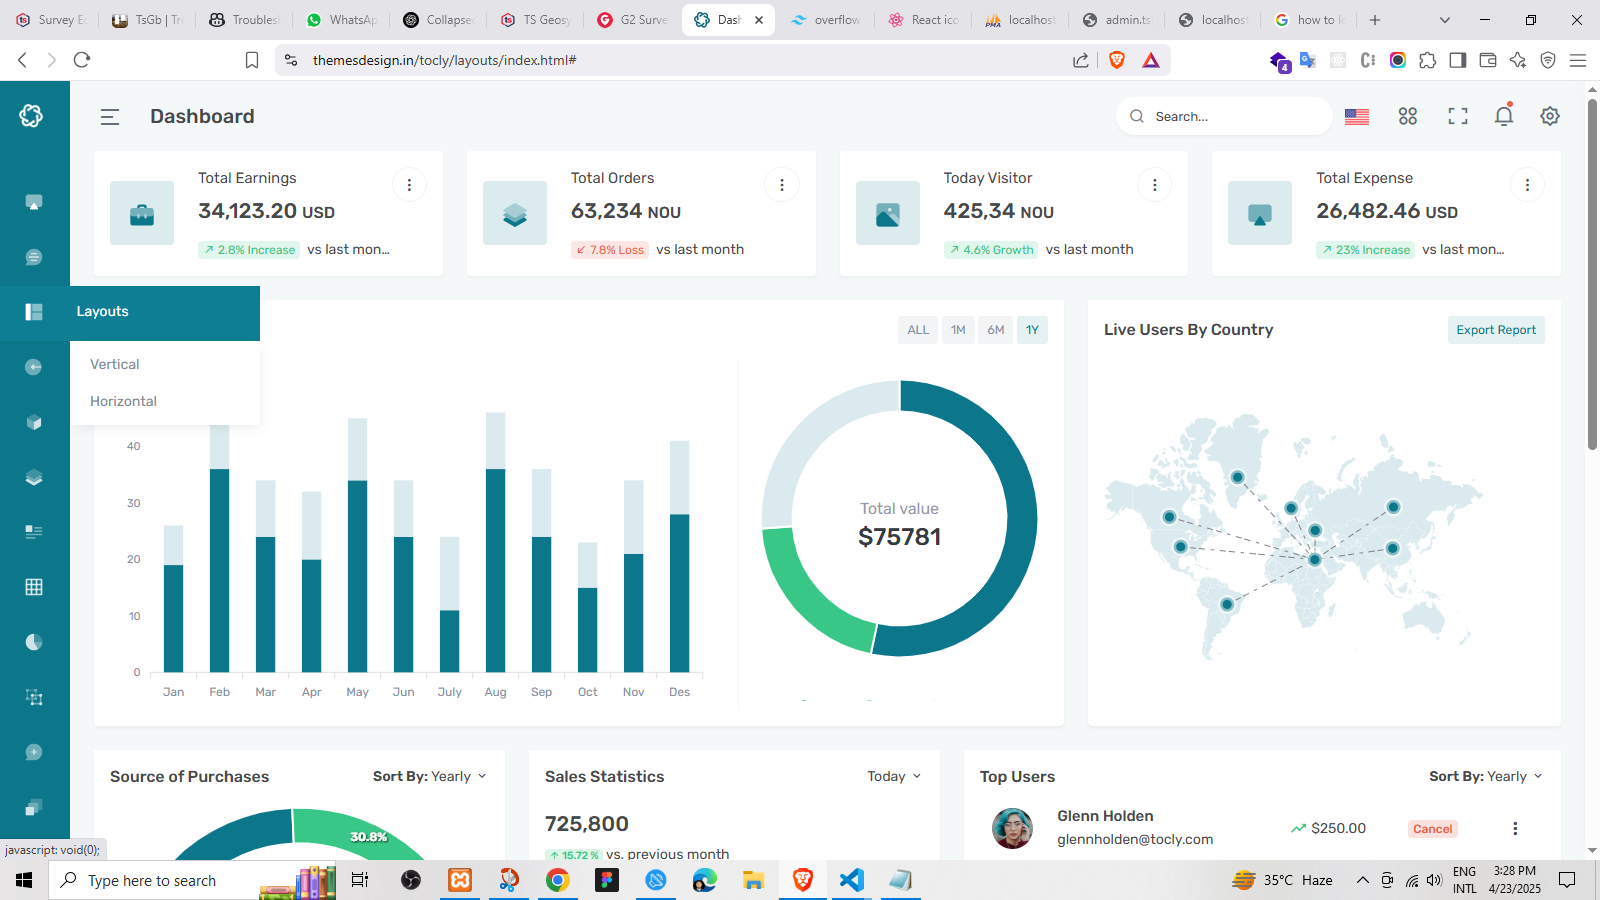 Survey Ec
TsGb | Tre
Troubles
WhatsAp
Collapsec
TS Geosy
G2 Surve
Dash
overflow
React ico
localhost
admin.ts
localhost
how to k
themesdesign.in/tocly/layouts/index.html#
4
Dashboard
Search...
Total Earnings
34,123.20 USD
2.8% Increase vs last mon...
Total Orders
63,234 NOU
7.8% Loss vs last month
Today Visitor
425,34 NOU
4.6% Growth vs last month
Total Expense
26,482.46 USD
23% Increase vs last mon...
Layouts
Vertical
Horizontal
ALL 1M 6M 1Y
40
30
20
10
0
Jan Feb Mar Apr May Jun July Aug Sep Oct Nov Des
Total value
$75781
Live Users By Country
Export Report
Source of Purchases
Sort By: Yearly
30.8%
Sales Statistics
Today
725,800
15.72 % vs. previous month
Top Users
Sort By: Yearly
Glenn Holden
glennholden@tocly.com
$250.00
Cancel
javascript: void(0);
Type here to search
35°C Haze
ENG
INTL
3:28 PM
4/23/2025